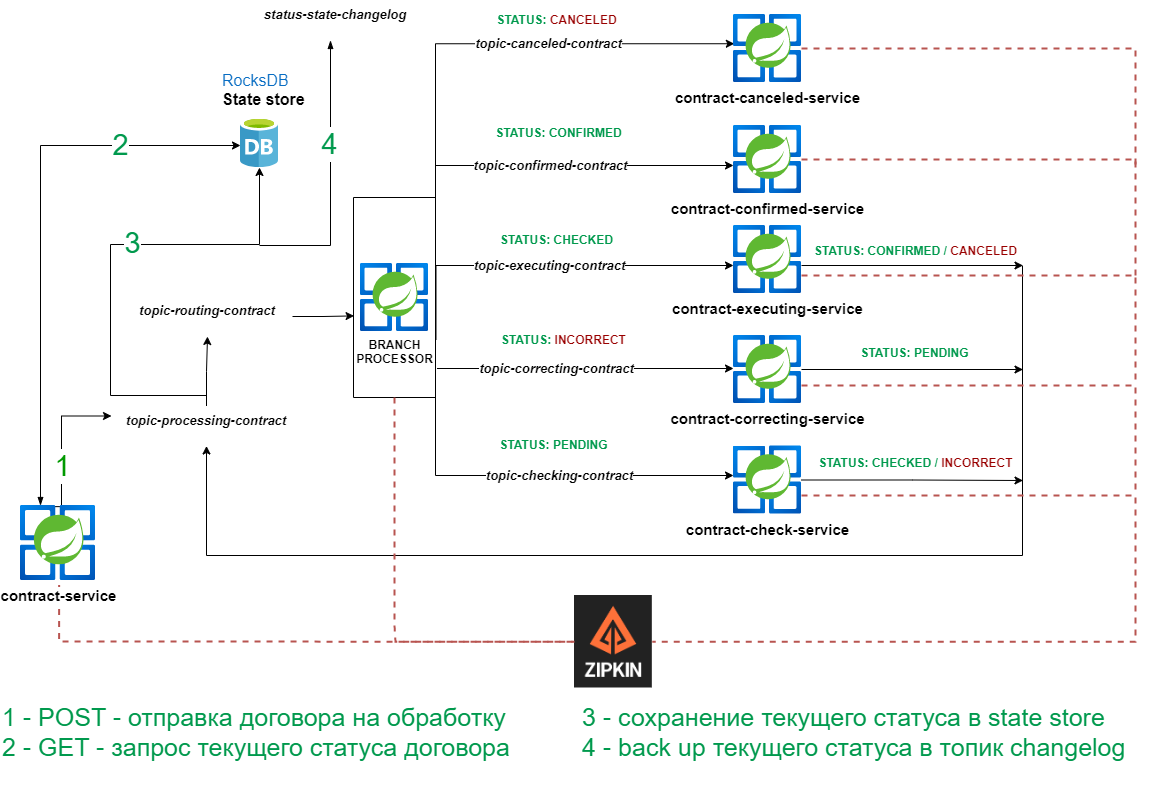 status-state-changelog
STATUS: CANCELED
topic-canceled-contract
contract-canceled-service
RocksDB
State store
DB
2
4
STATUS: CONFIRMED
topic-confirmed-contract
contract-confirmed-service
3
STATUS: CHECKED
topic-executing-contract
STATUS: CONFIRMED / CANCELED
contract-executing-service
topic-routing-contract
BRANCH
PROCESSOR
STATUS: INCORRECT
topic-correcting-contract
STATUS: PENDING
contract-correcting-service
topic-processing-contract
1
STATUS: PENDING
topic-checking-contract
STATUS: CHECKED / INCORRECT
contract-check-service
contract-service
ZIPKIN
1 - POST - отправка договора на обработку
2 - GET - запрос текущего статуса договора
3 - сохранение текущего статуса в state store
4 - back up текущего статуса в топик changelog